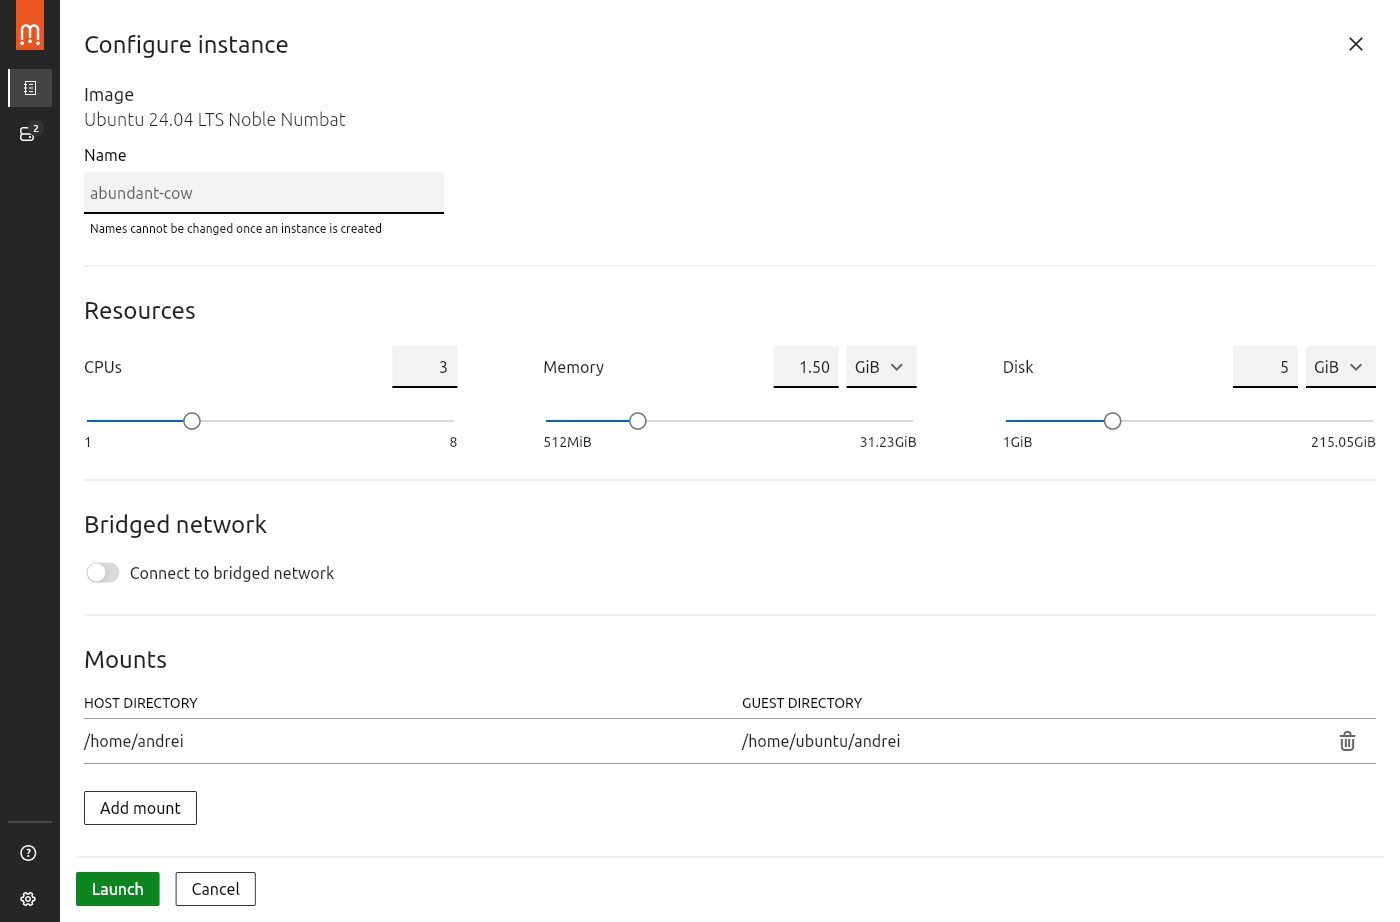 Configure instance
Image
Ubuntu 24.04 LTS Noble Numbat
2
Name
abundant-cow
Names cannot be changed once an instance is created
Resources
CPUs 3 Memory 1.50 GiB Disk 5 GiB
1 8 512MiB 31.23GiB 1GiB 215.05GiB
Bridged network
Connect to bridged network
Mounts
HOST DIRECTORY GUEST DIRECTORY
/home/andrei /home/ubuntu/andrei
Add mount
Launch Cancel